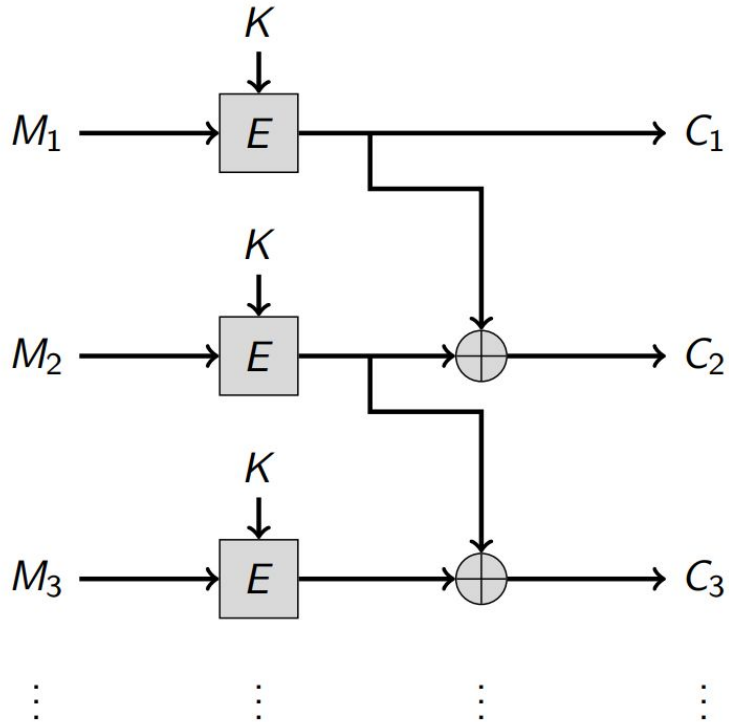 K
M₁ E C₁
K
M₂ E C₂
K
M₃ E C₃
⋮ ⋮ ⋮ ⋮